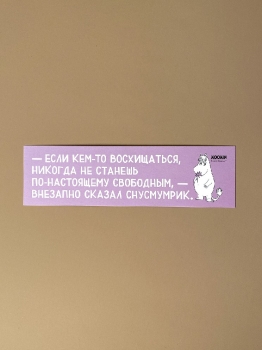 — ЕСЛИ КЕМ-ТО ВОСХИЩАТЬСЯ,
НИКОГДА НЕ СТАНЕШЬ
ПО-НАСТОЯЩЕМУ СВОБОДНЫМ, —
ВНЕЗАПНО СКАЗАЛ СНУСМУМРИК.